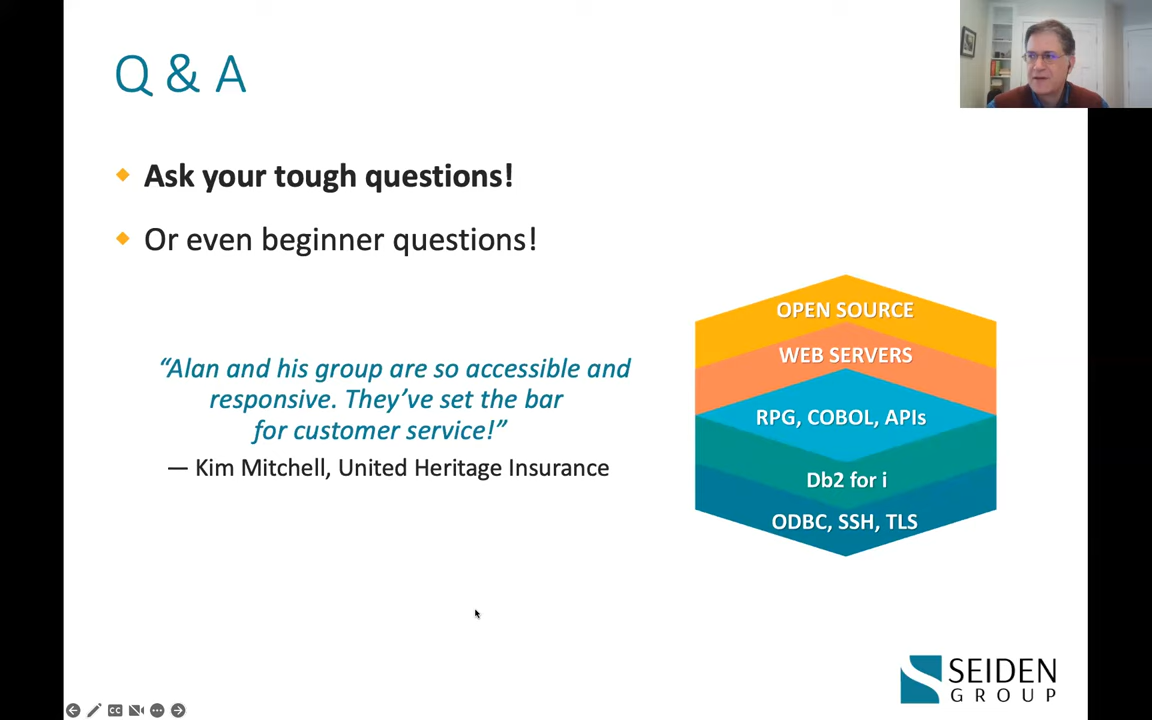 Q & A
Ask your tough questions!
Or even beginner questions!
“Alan and his group are so accessible and
responsive. They’ve set the bar
for customer service!”
— Kim Mitchell, United Heritage Insurance
OPEN SOURCE
WEB SERVERS
RPG, COBOL, APIs
Db2 for i
ODBC, SSH, TLS
SEIDEN
GROUP
CC